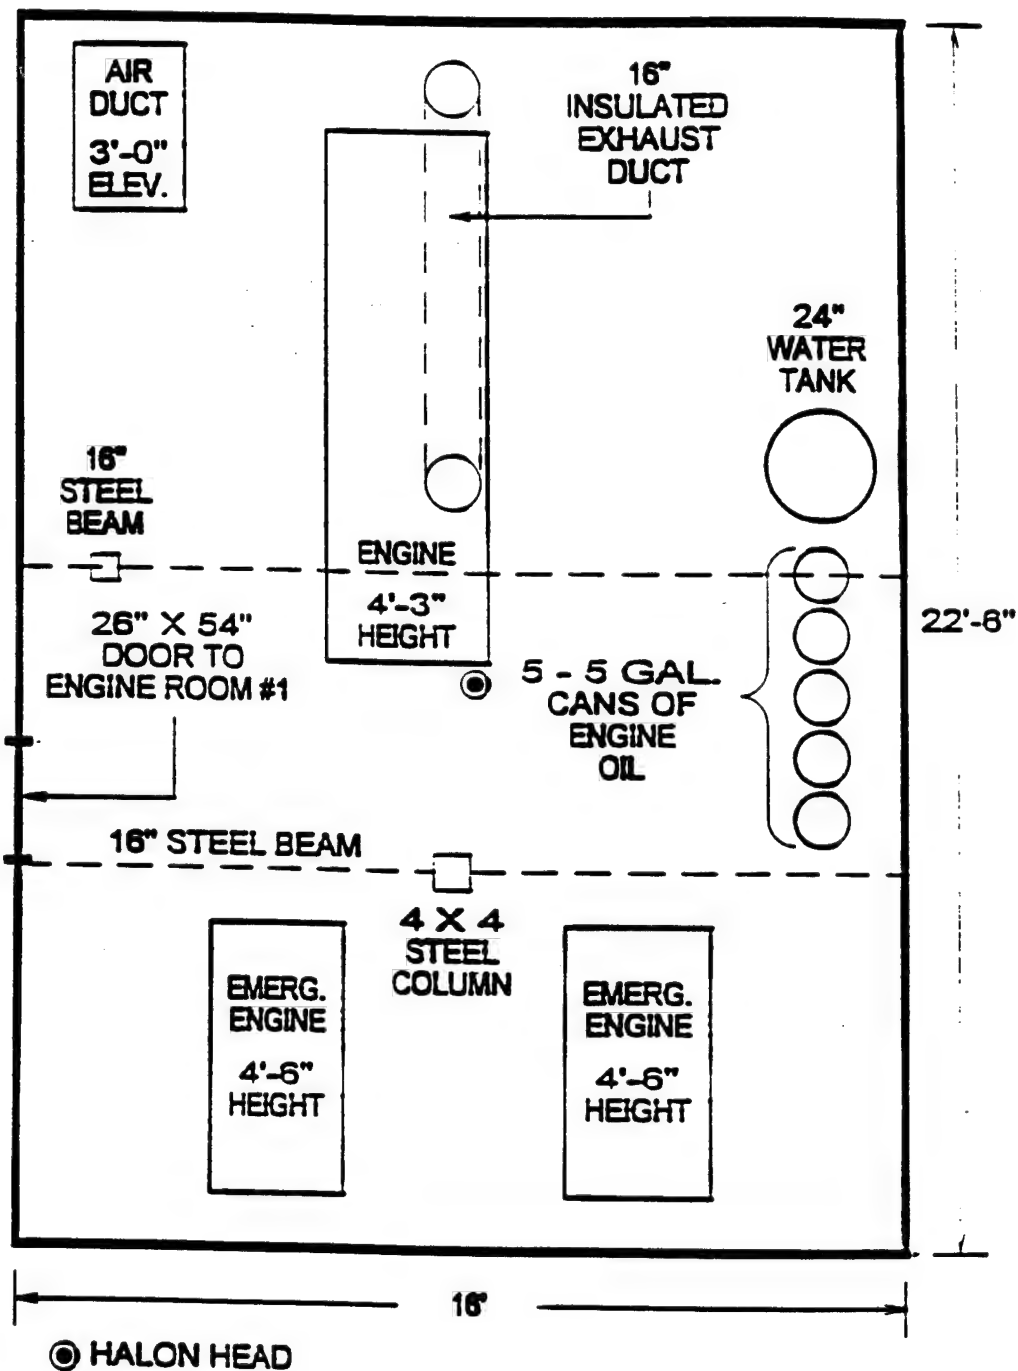 AIR
DUCT
3'-0"
ELEV.
16"
INSULATED
EXHAUST
DUCT
24"
WATER
TANK
16"
STEEL
BEAM
ENGINE
4'-3"
HEIGHT
26" X 54"
DOOR TO
ENGINE ROOM #1
22'-6"
5 - 5 GAL.
CANS OF
ENGINE
OIL
16" STEEL BEAM
4 X 4
STEEL
COLUMN
EMERG.
ENGINE
4'-6"
HEIGHT
EMERG.
ENGINE
4'-6"
HEIGHT
16'
HALON HEAD